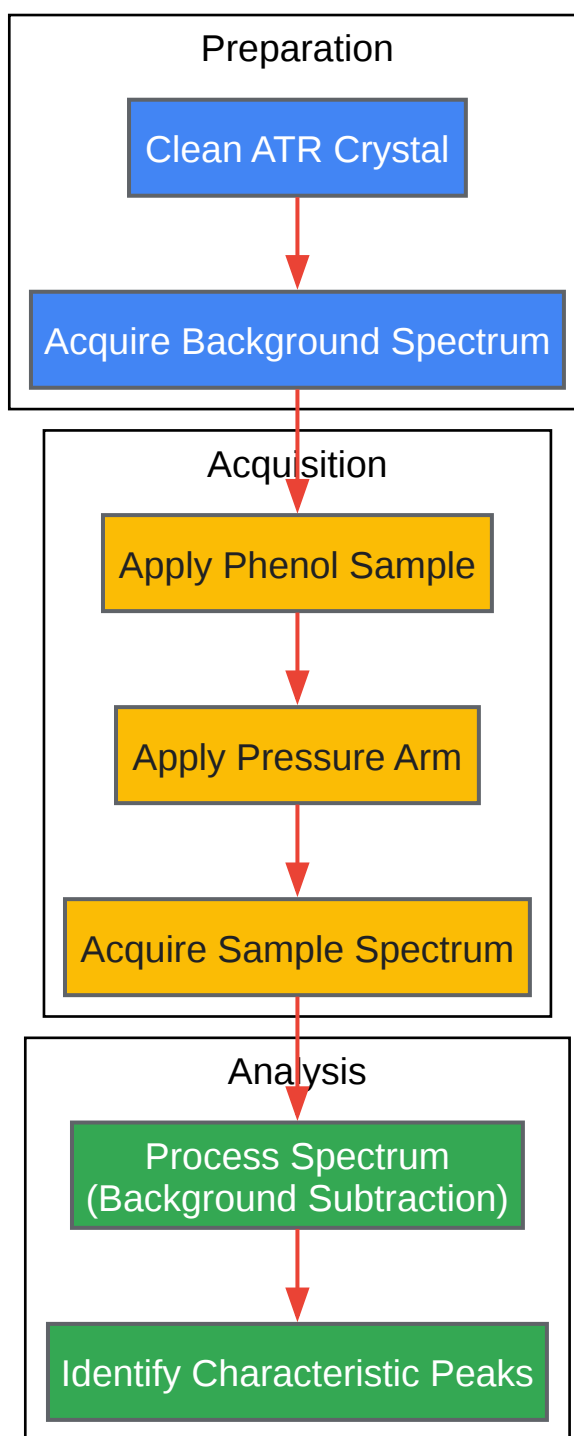 Preparation
Clean ATR Crystal
Acquire Background Spectrum
Acquisition
Apply Phenol Sample
Apply Pressure Arm
Acquire Sample Spectrum
Analysis
Process Spectrum
(Background Subtraction)
Identify Characteristic Peaks